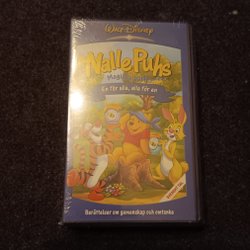 Walt Disney
Nalle Puhs
En för alla, alla för en
Berättelser om gemenskap och omtanke